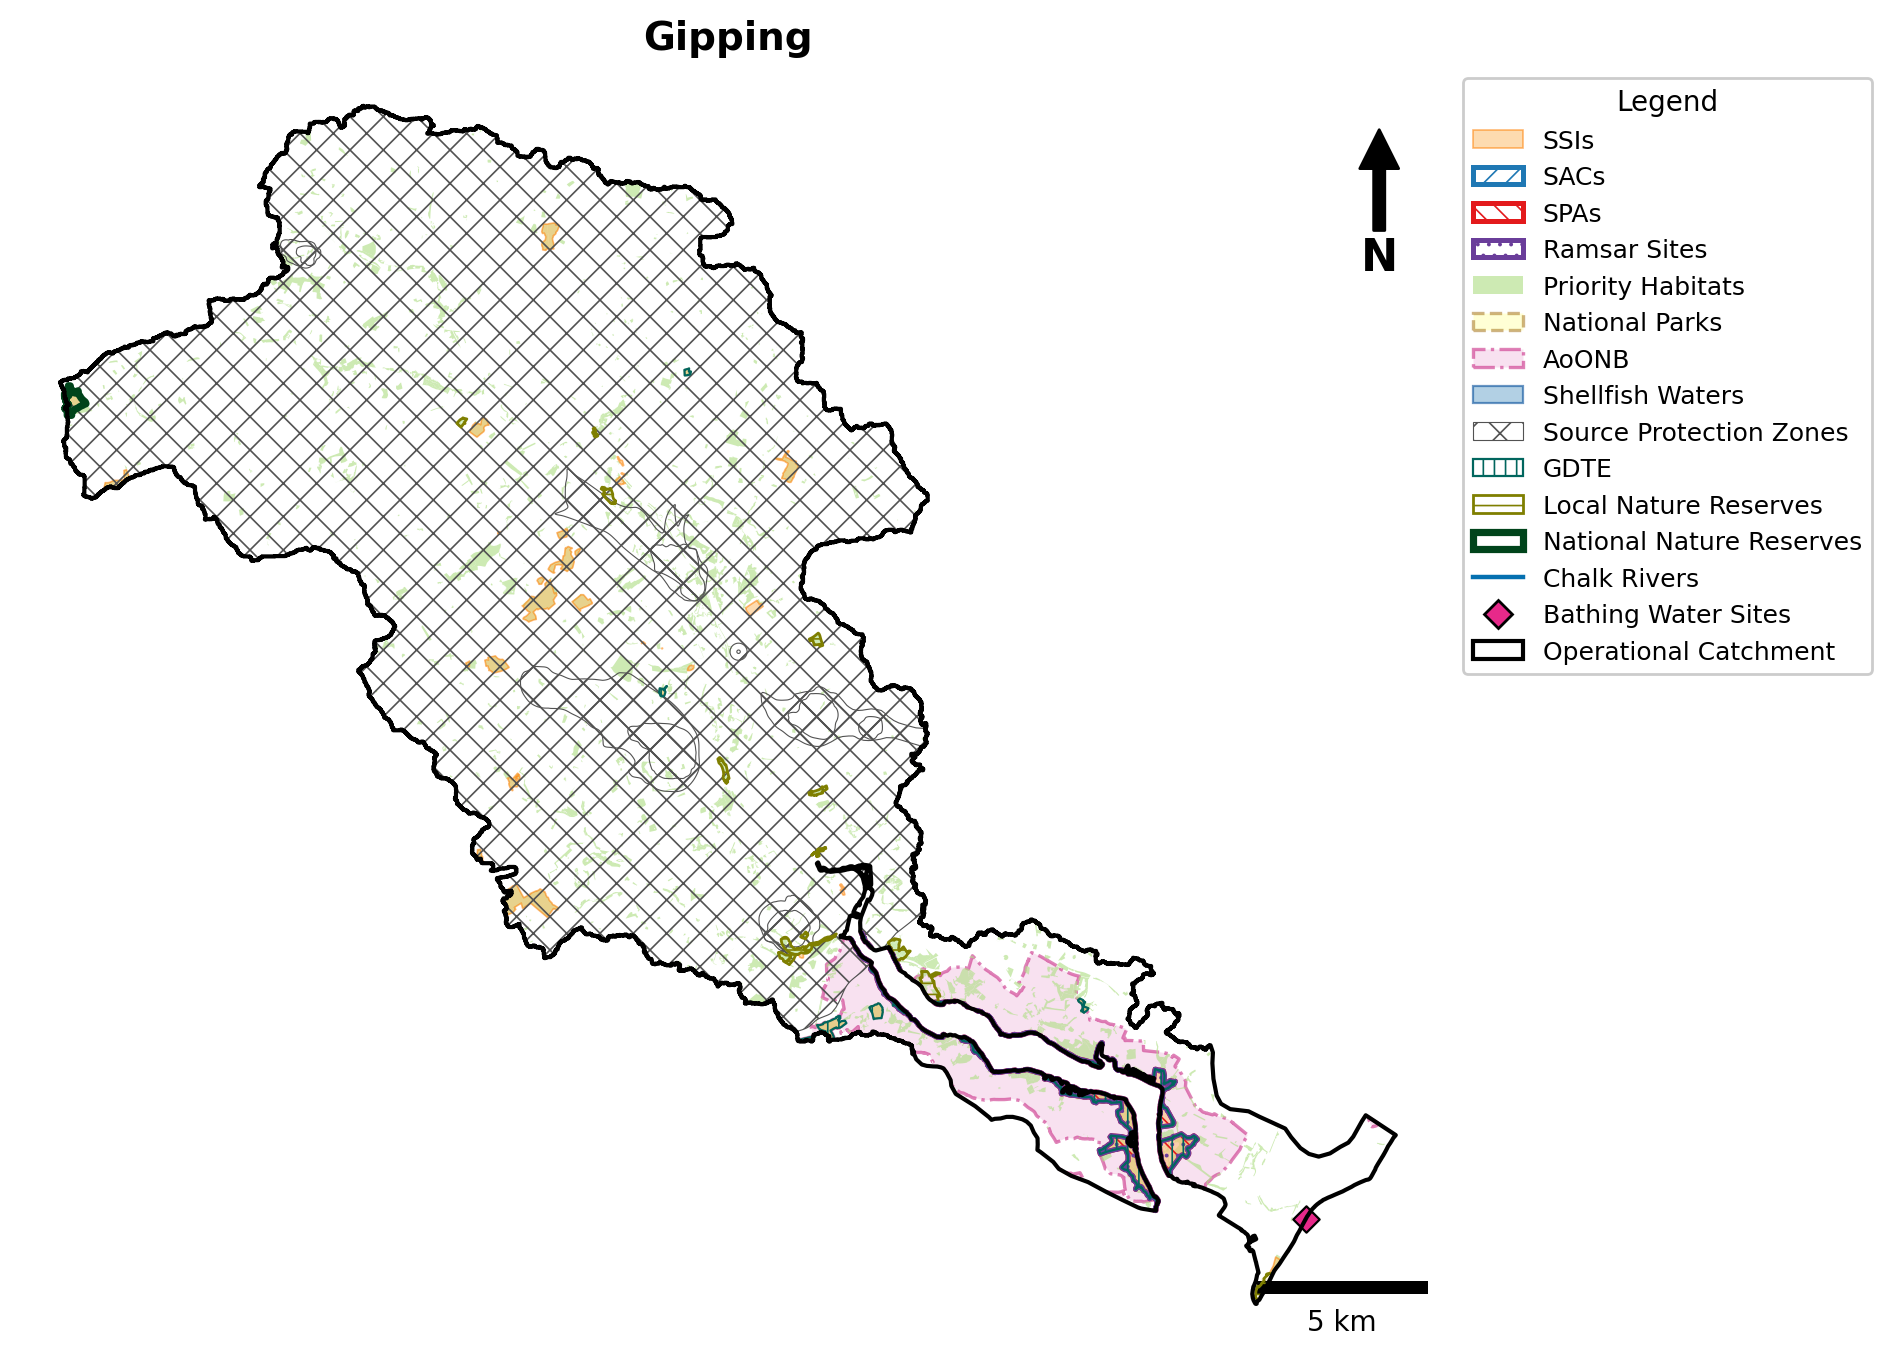 Gipping
N
Legend
SSIs
SACs
SPAs
Ramsar Sites
Priority Habitats
National Parks
AoONB
Shellfish Waters
Source Protection Zones
GDTE
Local Nature Reserves
National Nature Reserves
Chalk Rivers
Bathing Water Sites
Operational Catchment
5 km